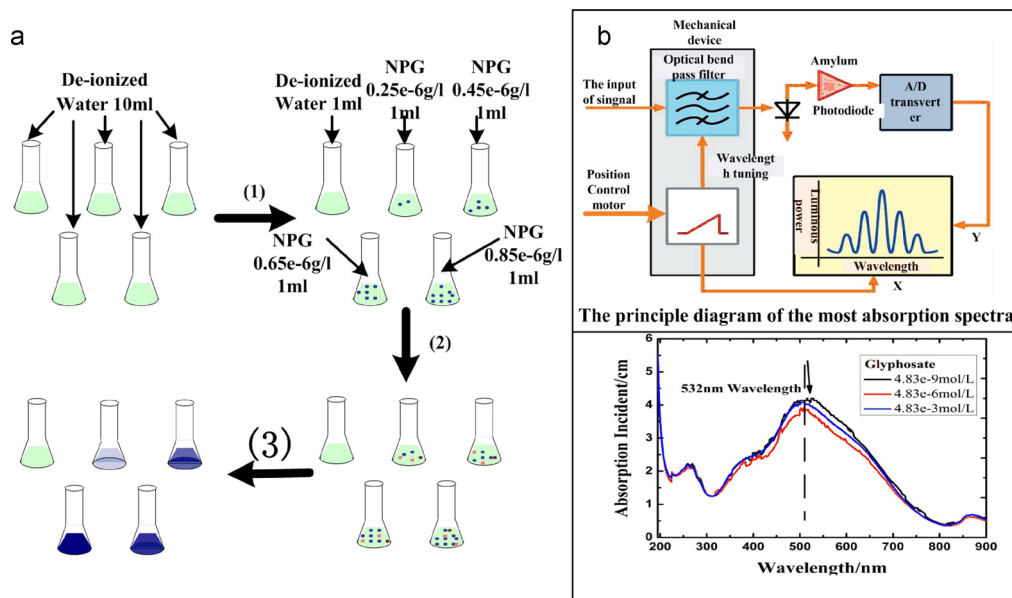 a
De-ionized
Water 10ml
(1)
De-ionized
Water 1ml
NPG
0.25e-6g/l
1ml
NPG
0.45e-6g/l
1ml
NPG
0.65e-6g/l
1ml
NPG
0.85e-6g/l
1ml
(2)
(3)
b
Mechanical
device
Optical bend
pass filter
The input
of singnal
Position
Control
motor
Wavelengt
h tuning
Amylum
Photodiode
A/D
transvert
er
Luminous
power
Wavelength
Y
X
The principle diagram of the most absorption spectra
Glyphosate
4.83e-9mol/L
4.83e-6mol/L
4.83e-3mol/L
532nm Wavelength
Absorption Incident/cm
5
4
3
2
1
0
200 300 400 500 600 700 800 900
Wavelength/nm